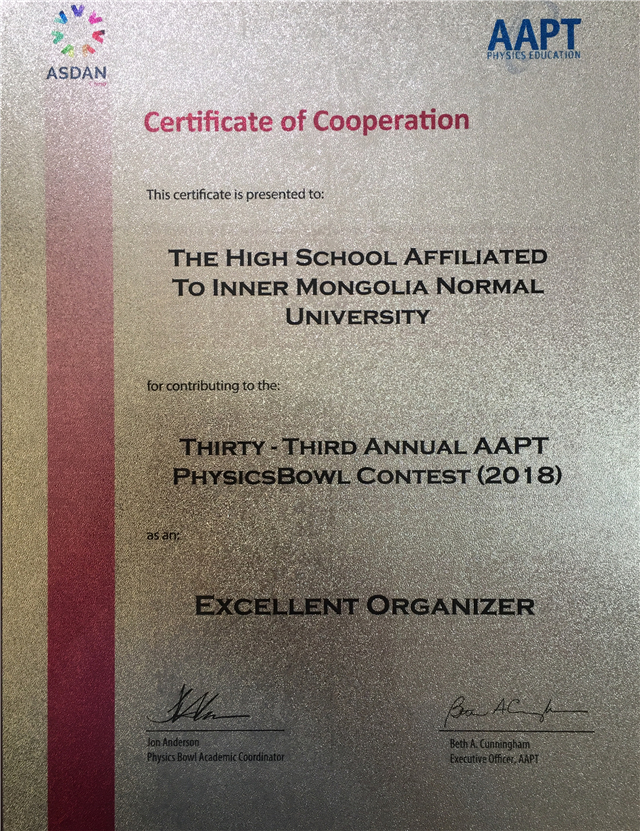 ASDAN
AAPT
PHYSICS EDUCATION
Certificate of Cooperation
This certificate is presented to:
THE HIGH SCHOOL AFFILIATED
TO INNER MONGOLIA NORMAL
UNIVERSITY
for contributing to the:
THIRTY - THIRD ANNUAL AAPT
PHYSICSBOWL CONTEST (2018)
as an:
EXCELLENT ORGANIZER
Jon Anderson
Physics Bowl Academic Coordinator
Beth A. Cunningham
Executive Officer, AAPT